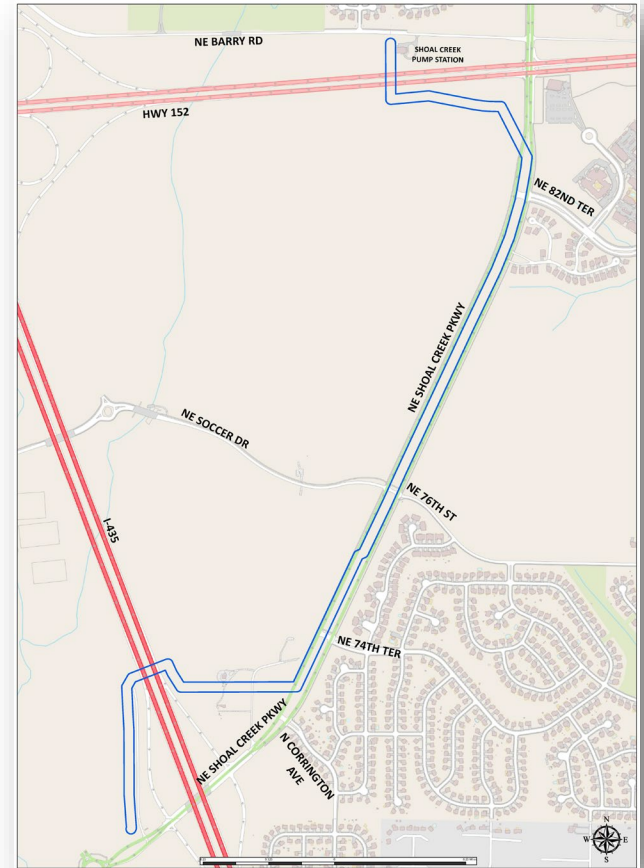 NE BARRY RD
SHOAL CREEK
PUMP STATION
HWY 152
NE 82ND TER
NE SHOAL CREEK PKWY
NE SOCCER DR
NE 76TH ST
I-435
NE 74TH TER
NE SHOAL CREEK PKWY
N CORRINGTON
AVE
N
W
E
S